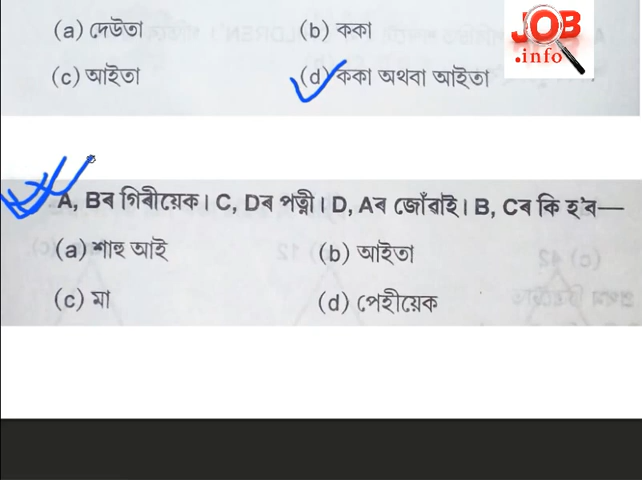 (a) দেউতা (b) ককা
JOB
.info
(c) আইতা (d) ককা অথবা আইতা
A, Bৰ গিৰীয়েক। C, Dৰ পত্নী। D, Aৰ জোঁৱাই। B, Cৰ কি হ'ব—
(a) শাহু আই (b) আইতা
(c) মা (d) পেহীয়েক